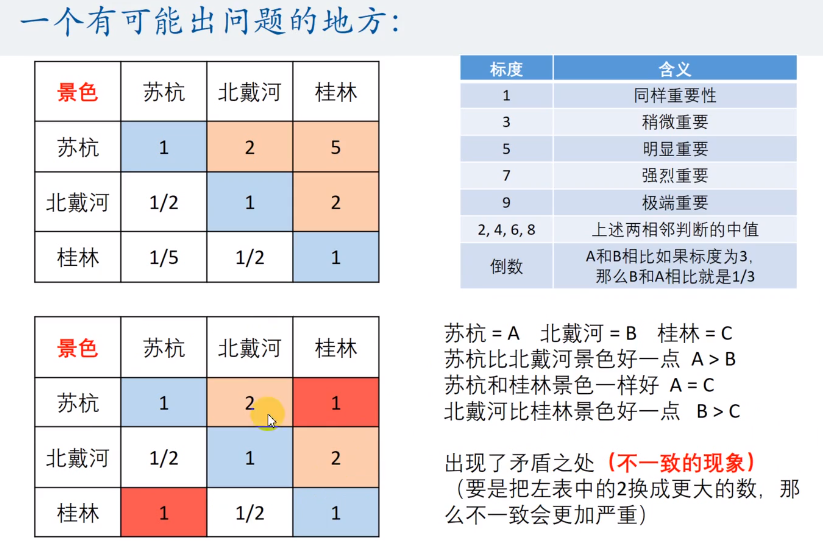 一个有可能出问题的地方：
景色 苏杭 北戴河 桂林
苏杭 1 2 5
北戴河 1/2 1 2
桂林 1/5 1/2 1
标度 含义
1 同样重要性
3 稍微重要
5 明显重要
7 强烈重要
9 极端重要
2, 4, 6, 8 上述两相邻判断的中值
倒数 A和B相比如果标度为3，
那么B和A相比就是1/3
景色 苏杭 北戴河 桂林
苏杭 1 2 1
北戴河 1/2 1 2
桂林 1 1/2 1
苏杭 = A 北戴河 = B 桂林 = C
苏杭比北戴河景色好一点 A > B
苏杭和桂林景色一样好 A = C
北戴河比桂林景色好一点 B > C
出现了矛盾之处（不一致的现象）
（要是把左表中的2换成更大的数，那
么不一致会更加严重）